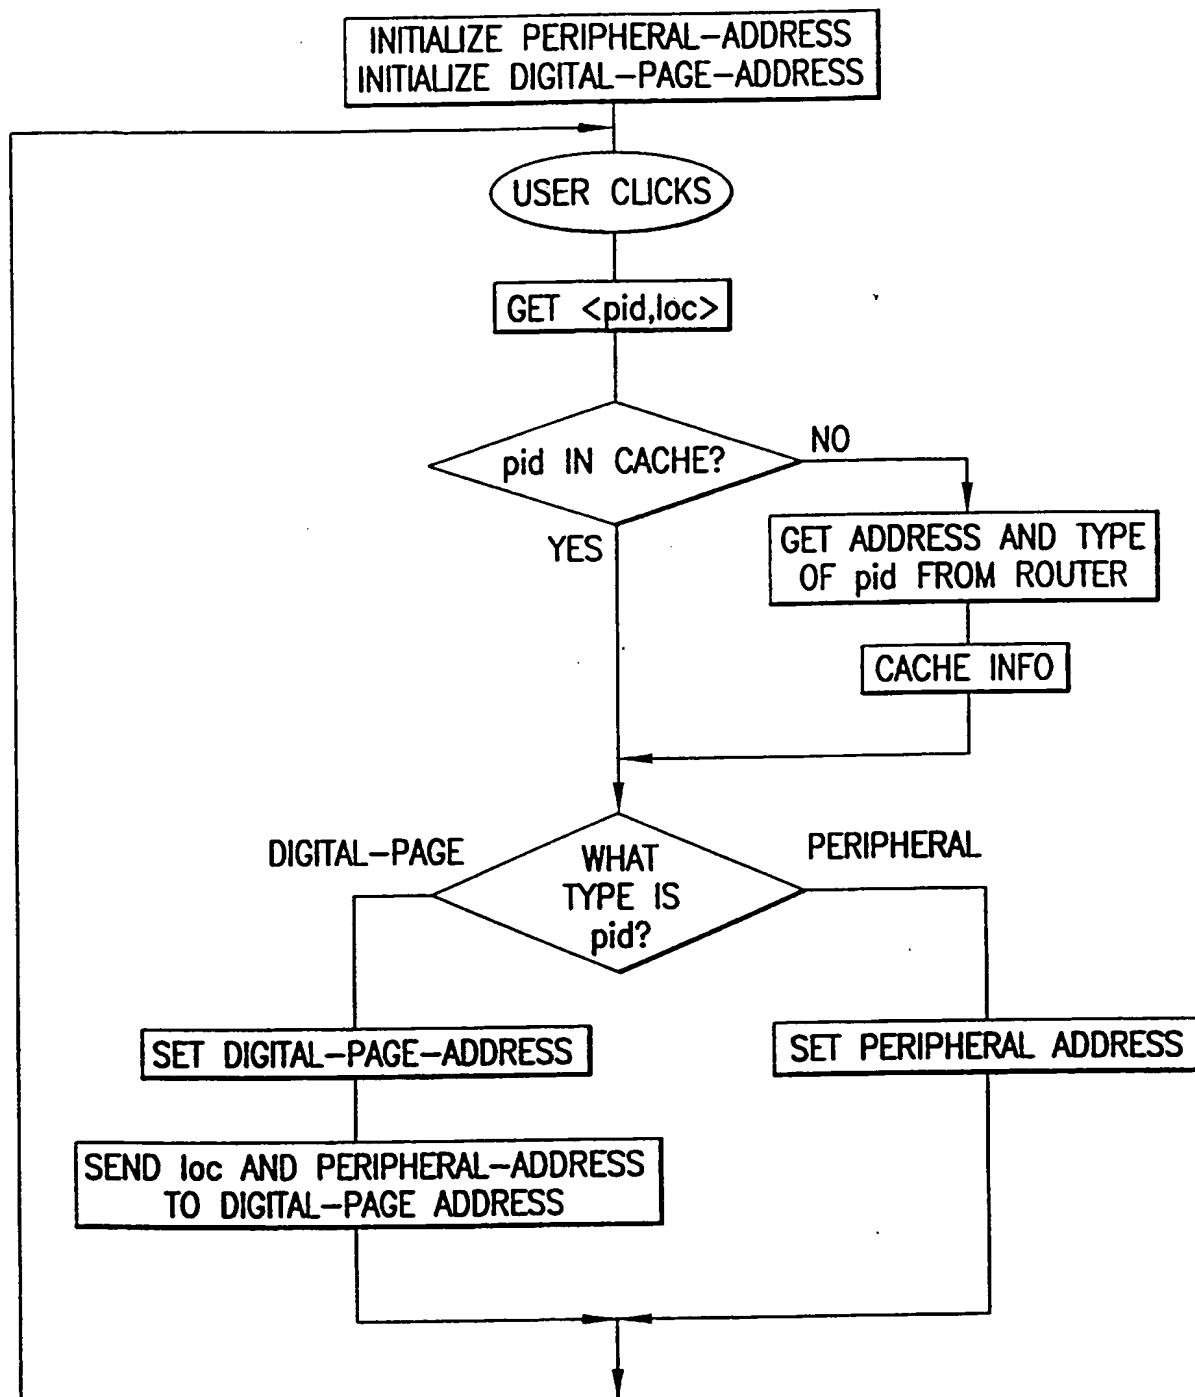 INITIALIZE PERIPHERAL-ADDRESS
INITIALIZE DIGITAL-PAGE-ADDRESS
USER CLICKS
GET <pid,loc>
pid IN CACHE?
NO
YES
GET ADDRESS AND TYPE
OF pid FROM ROUTER
CACHE INFO
DIGITAL-PAGE
WHAT
TYPE IS
pid?
PERIPHERAL
SET DIGITAL-PAGE-ADDRESS
SET PERIPHERAL ADDRESS
SEND loc AND PERIPHERAL-ADDRESS
TO DIGITAL-PAGE ADDRESS